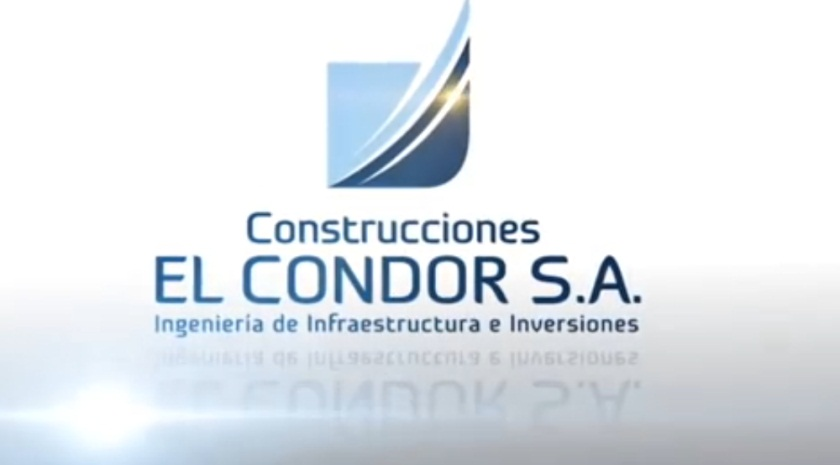 Construcciones
EL CONDOR S.A.
Ingeniería de Infraestructura e Inversiones